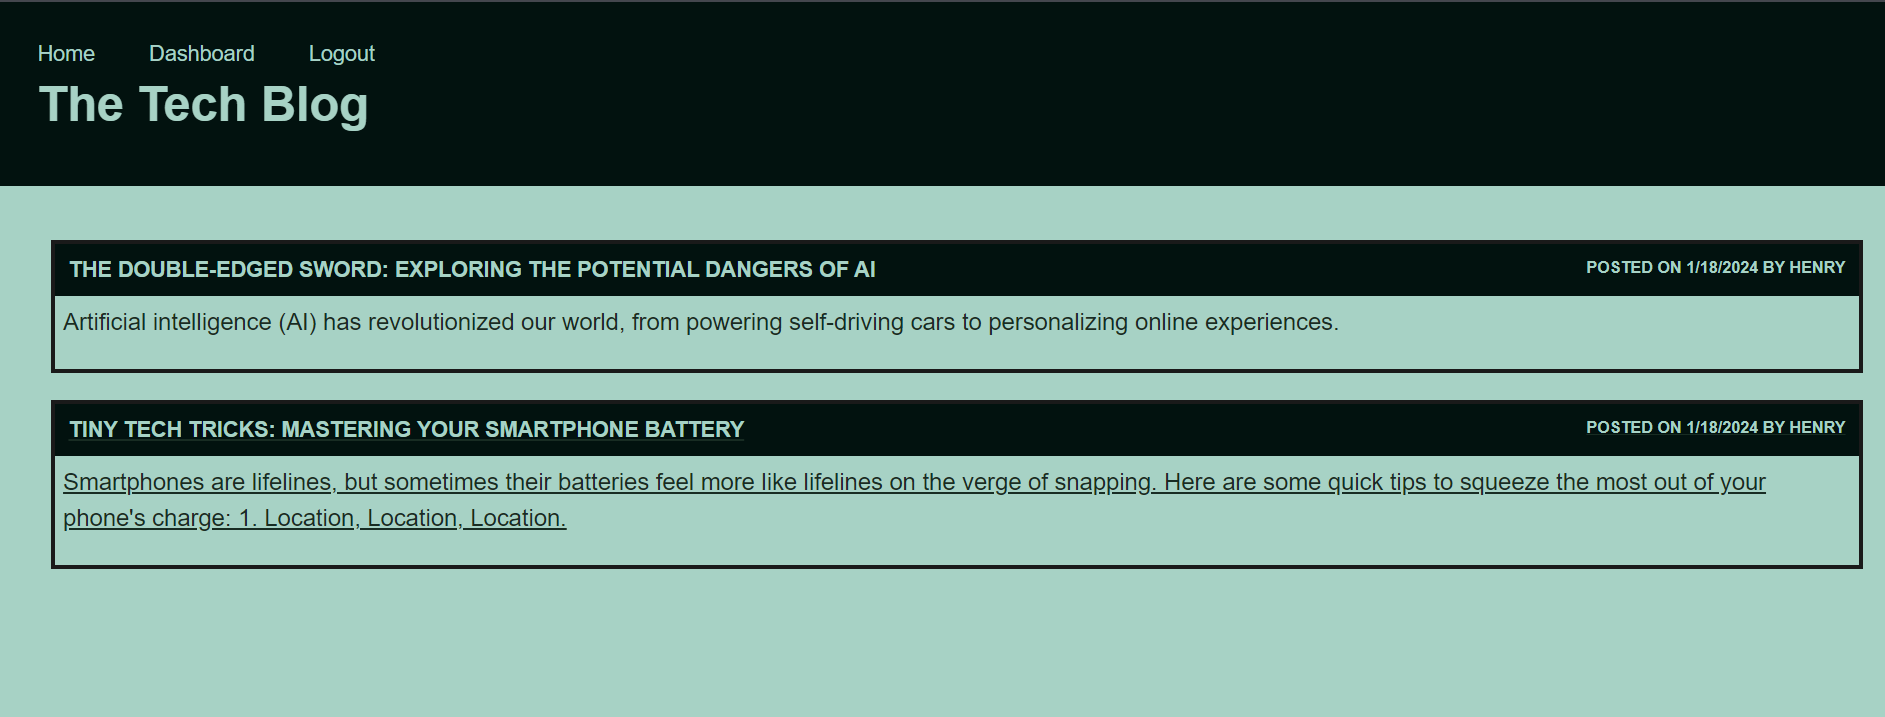 Home Dashboard Logout
The Tech Blog
THE DOUBLE-EDGED SWORD: EXPLORING THE POTENTIAL DANGERS OF AI POSTED ON 1/18/2024 BY HENRY
Artificial intelligence (AI) has revolutionized our world, from powering self-driving cars to personalizing online experiences.
TINY TECH TRICKS: MASTERING YOUR SMARTPHONE BATTERY POSTED ON 1/18/2024 BY HENRY
Smartphones are lifelines, but sometimes their batteries feel more like lifelines on the verge of snapping. Here are some quick tips to squeeze the most out of your
phone's charge: 1. Location, Location, Location.